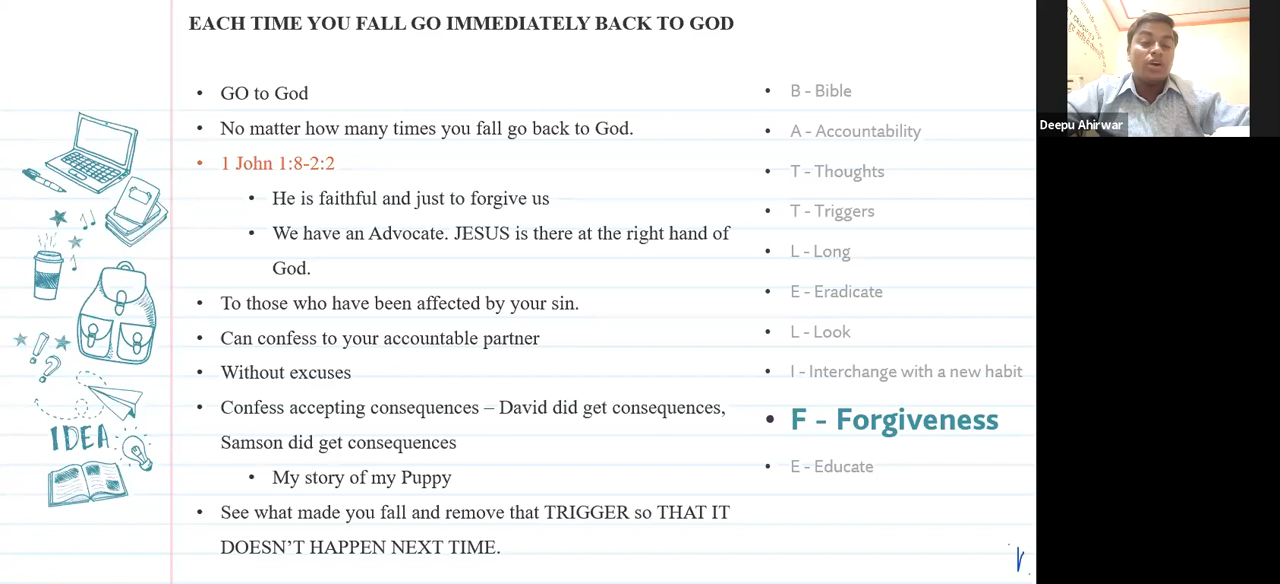 EACH TIME YOU FALL GO IMMEDIATELY BACK TO GOD
• GO to God
• No matter how many times you fall go back to God.
• 1 John 1:8-2:2
• He is faithful and just to forgive us
• We have an Advocate. JESUS is there at the right hand of
God.
• To those who have been affected by your sin.
• Can confess to your accountable partner
• Without excuses
• Confess accepting consequences – David did get consequences,
Samson did get consequences
• My story of my Puppy
• See what made you fall and remove that TRIGGER so THAT IT
DOESN'T HAPPEN NEXT TIME.
• B - Bible
• A - Accountability
• T - Thoughts
• T - Triggers
• L - Long
• E - Eradicate
• L - Look
• I - Interchange with a new habit
• F - Forgiveness
• E - Educate
IDEA
Deepu Ahirwar